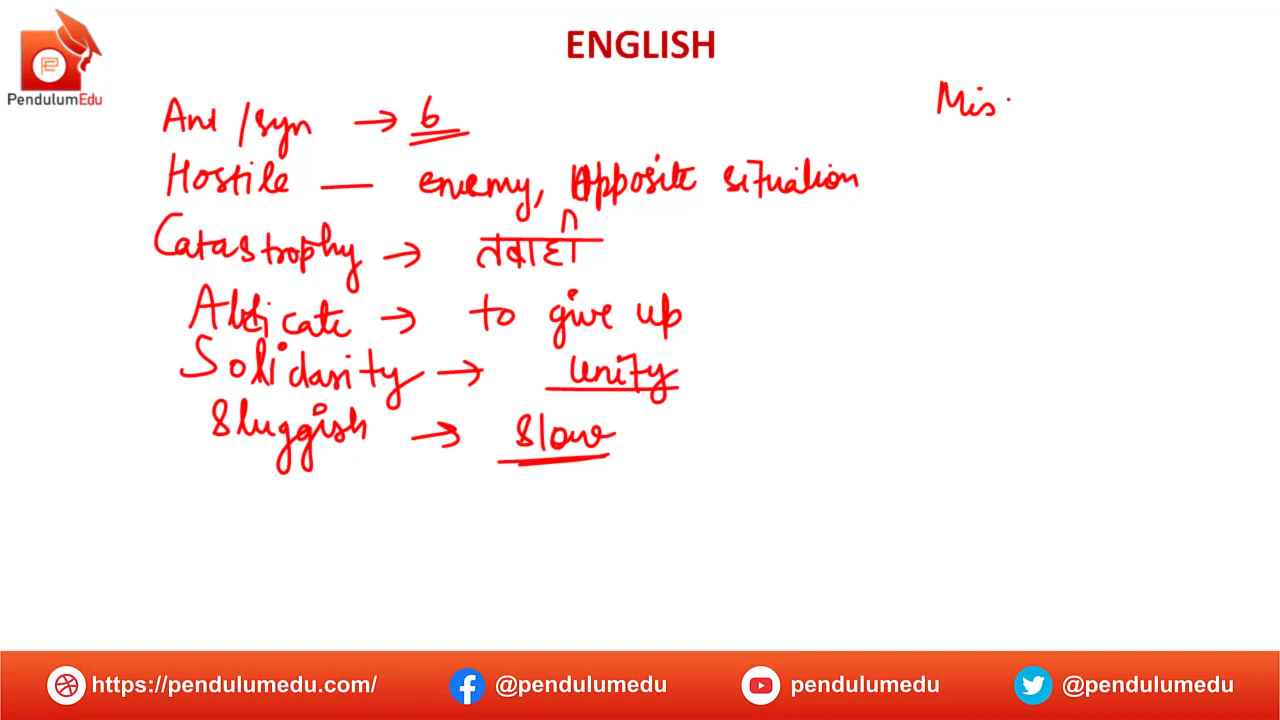 PendulumEdu
ENGLISH
Mis
Ant/syn → 6
Hostile — enemy, opposite situation
Catastrophy → तबाही
Abdicate → to give up
Solidarity → Unity
Sluggish → Slow
https://pendulumedu.com/ @pendulumedu pendulumedu @pendulumedu